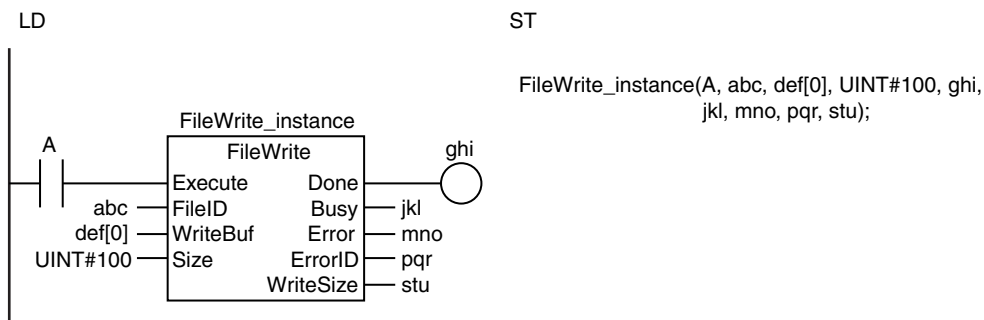 LD
ST
FileWrite_instance(A, abc, def[0], UINT#100, ghi,
jkl, mno, pqr, stu);
FileWrite_instance
A
FileWrite
ghi
Execute Done
abc FileID Busy jkl
def[0] WriteBuf Error mno
UINT#100 Size ErrorID pqr
WriteSize stu